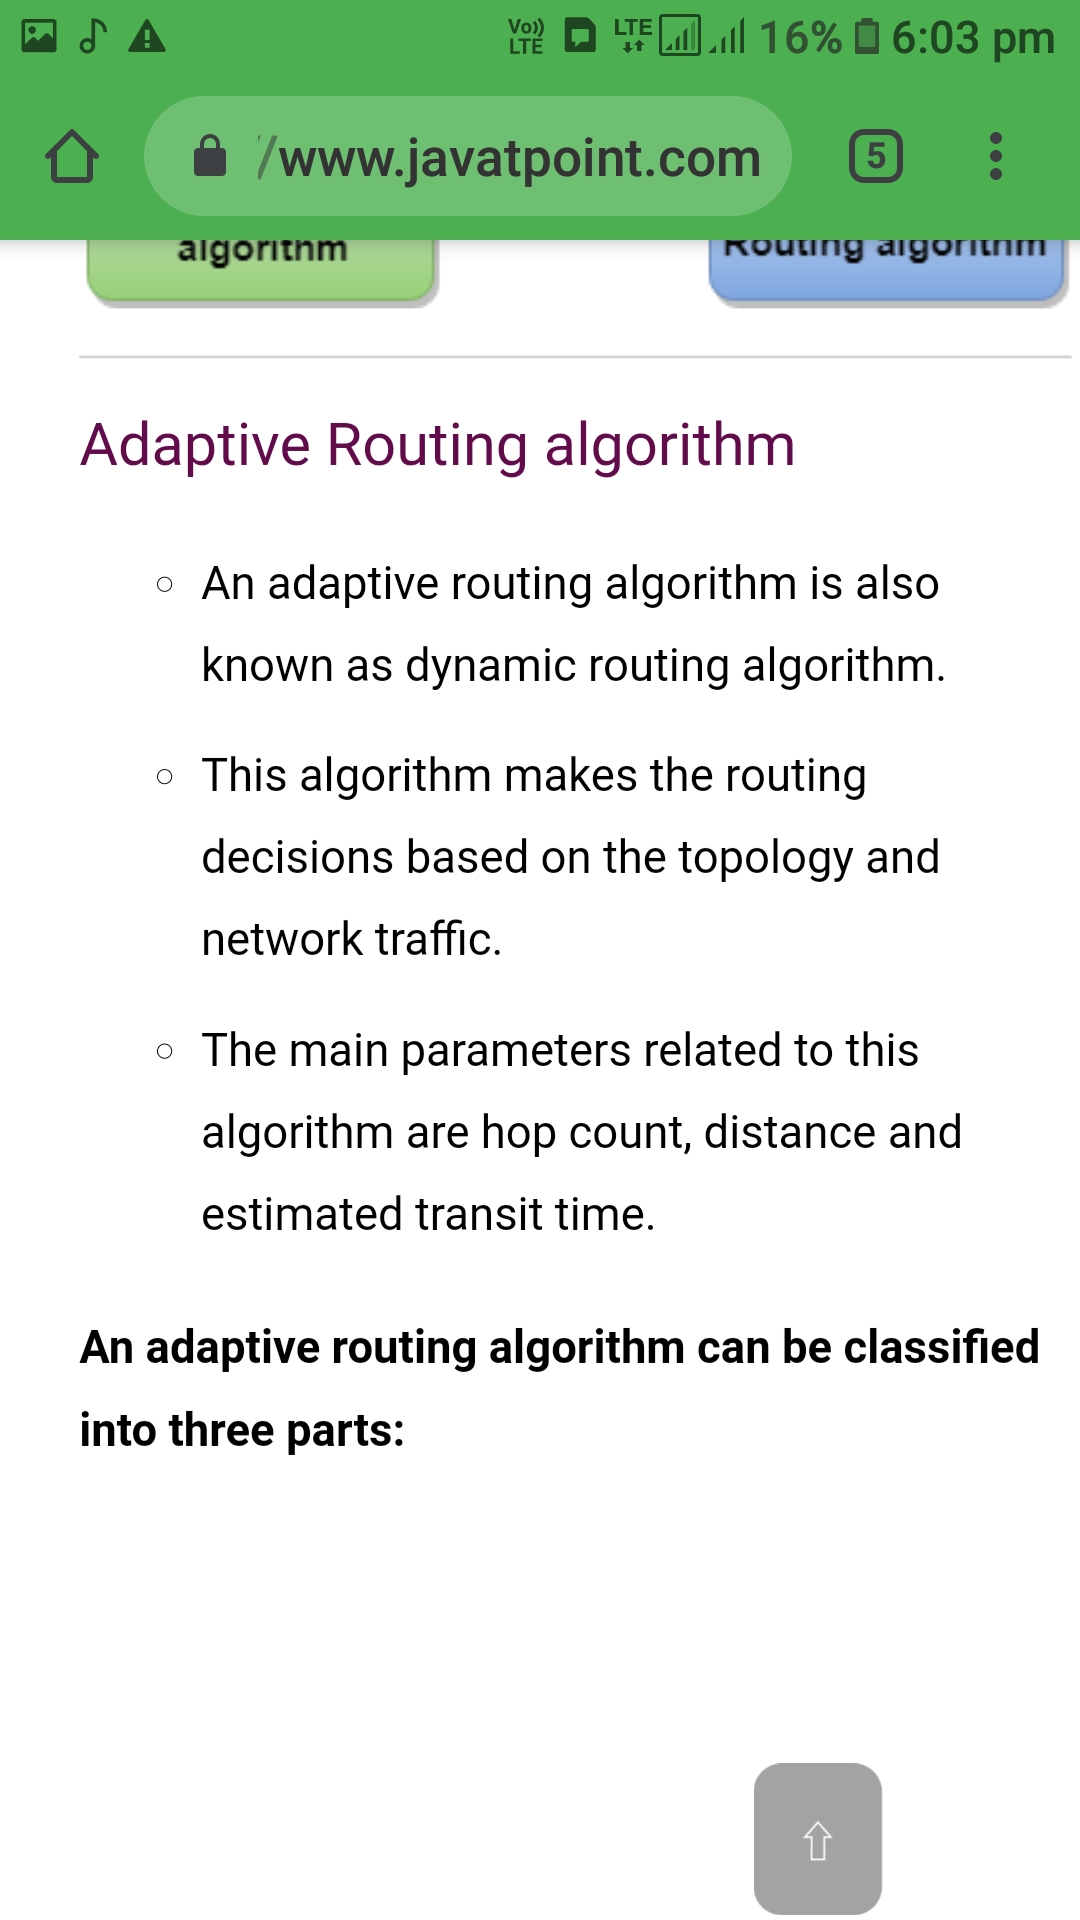 Vo)) LTE LTE 16% 6:03 pm
/www.javatpoint.com 5
algorithm Routing algorithm
Adaptive Routing algorithm
An adaptive routing algorithm is also
known as dynamic routing algorithm.
This algorithm makes the routing
decisions based on the topology and
network traffic.
The main parameters related to this
algorithm are hop count, distance and
estimated transit time.
An adaptive routing algorithm can be classified
into three parts: